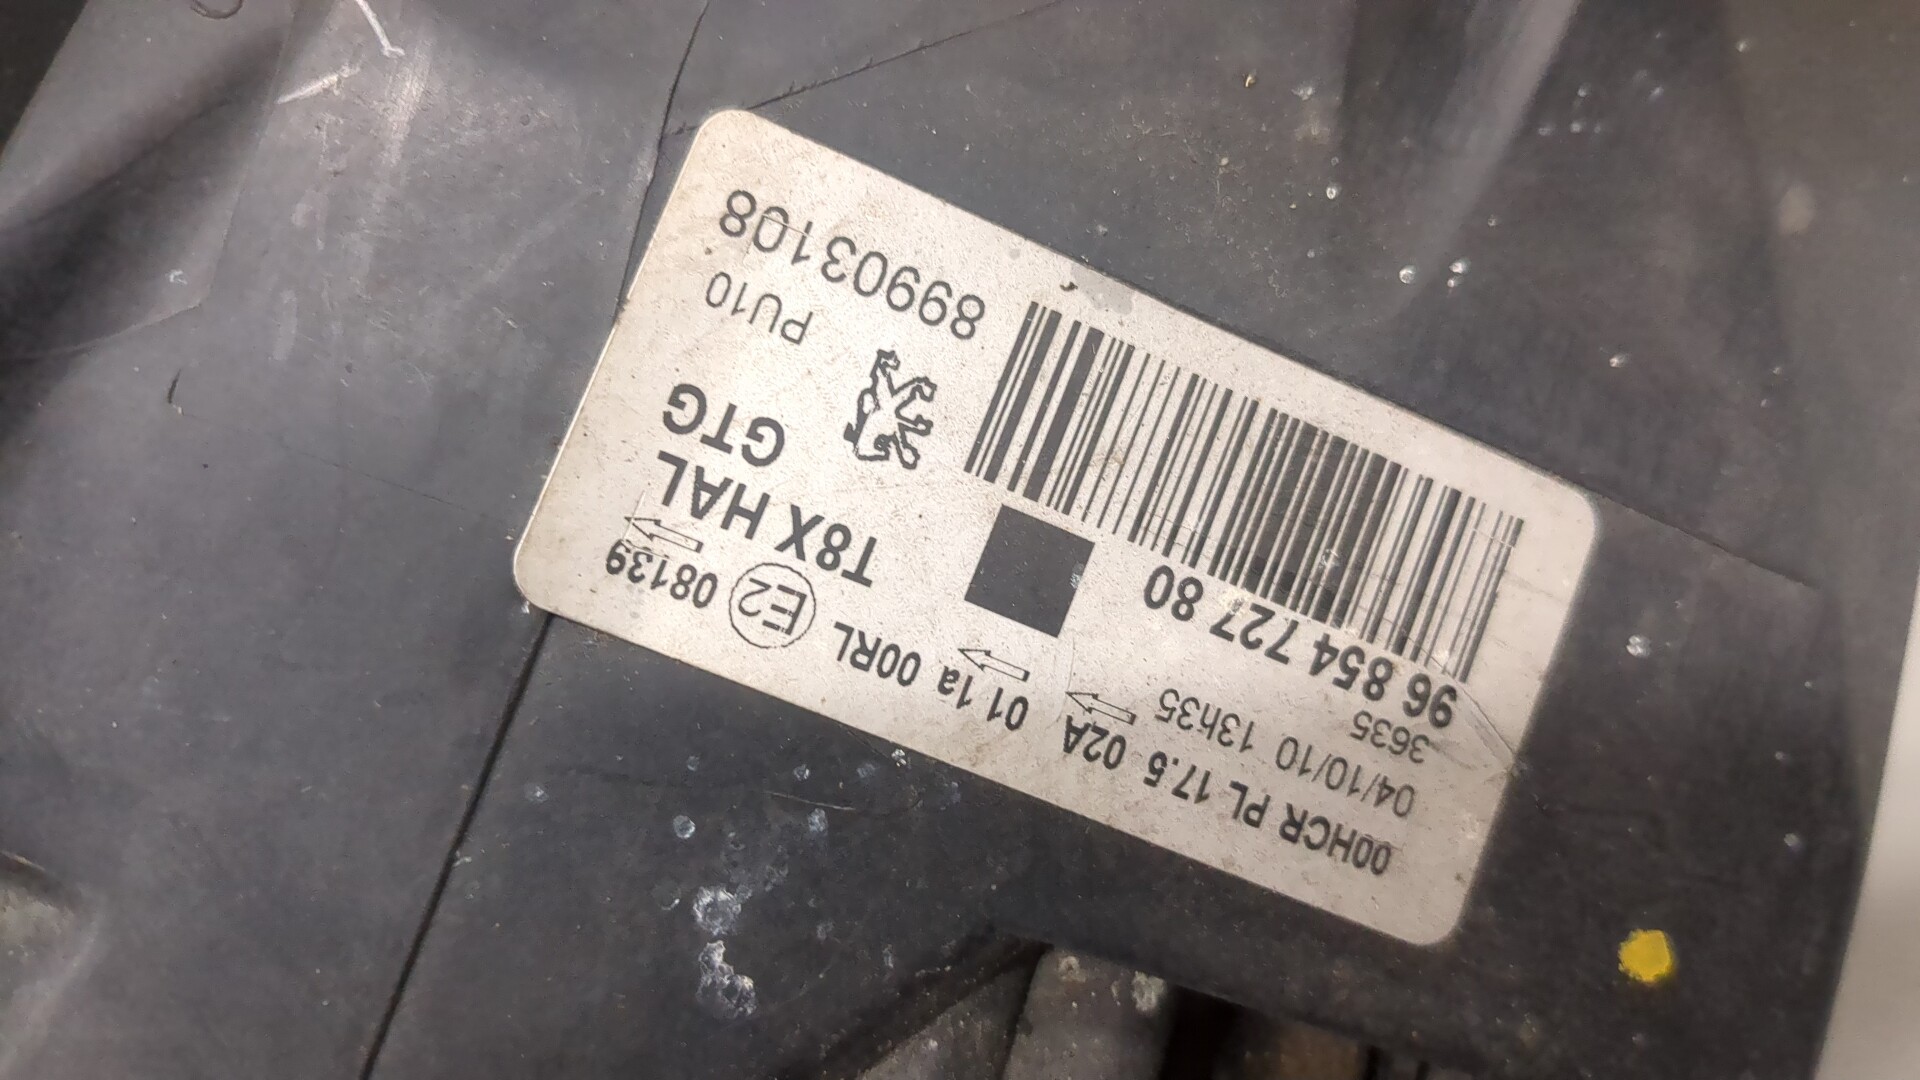 00HCR PL 17.5 02A 01 1a 00RL E2 08139
04/10/10 13h35
3635
96 854 727 80
T8X HAL
GTG
PU10
89903108